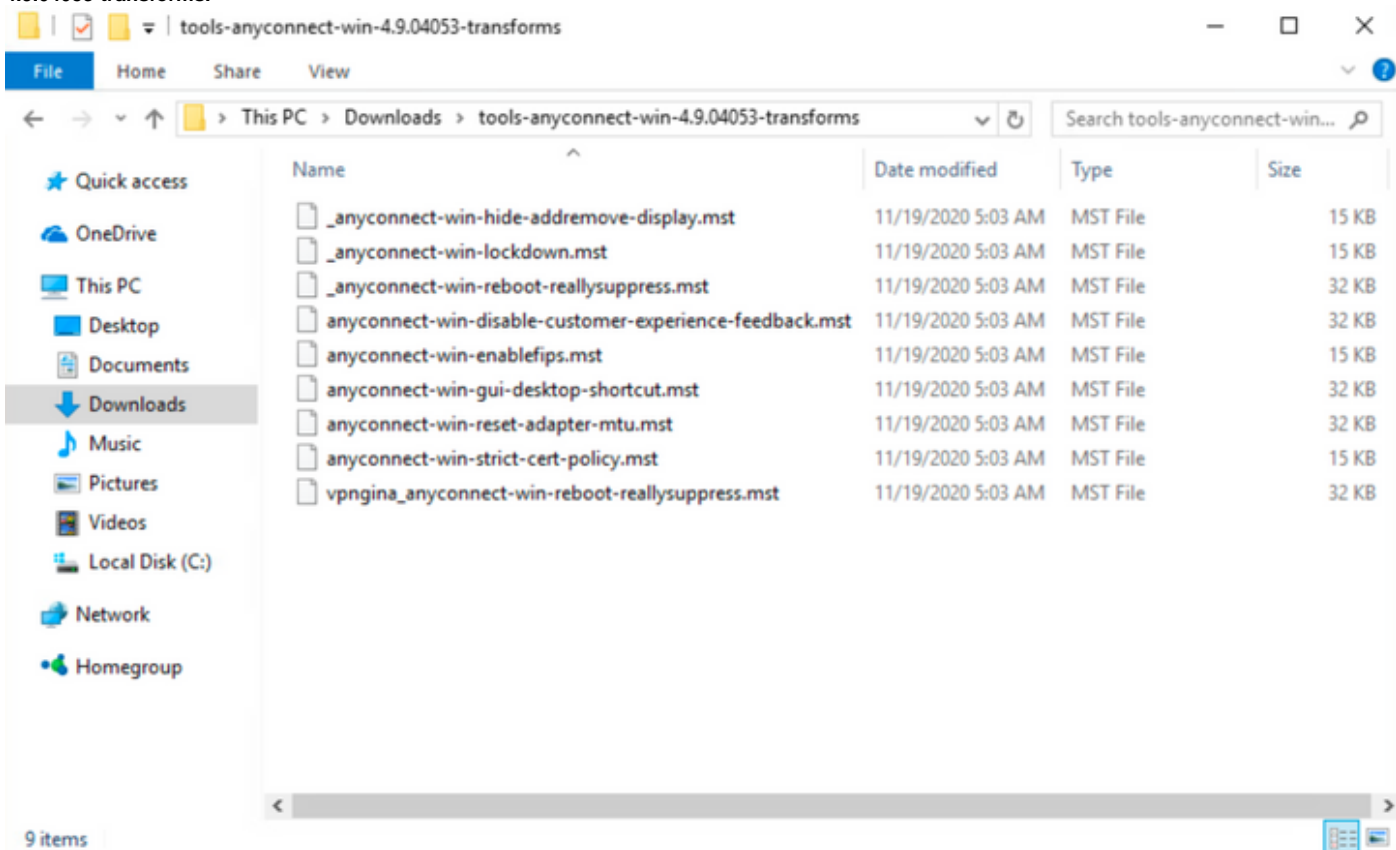 tools-anyconnect-win-4.9.04053-transforms
File Home Share View
This PC > Downloads > tools-anyconnect-win-4.9.04053-transforms Search tools-anyconnect-win...
Quick access
OneDrive
This PC
Desktop
Documents
Downloads
Music
Pictures
Videos
Local Disk (C:)
Network
Homegroup
Name Date modified Type Size
_anyconnect-win-hide-addremove-display.mst 11/19/2020 5:03 AM MST File 15 KB
_anyconnect-win-lockdown.mst 11/19/2020 5:03 AM MST File 15 KB
_anyconnect-win-reboot-reallysuppress.mst 11/19/2020 5:03 AM MST File 32 KB
anyconnect-win-disable-customer-experience-feedback.mst 11/19/2020 5:03 AM MST File 32 KB
anyconnect-win-enablefips.mst 11/19/2020 5:03 AM MST File 15 KB
anyconnect-win-gui-desktop-shortcut.mst 11/19/2020 5:03 AM MST File 32 KB
anyconnect-win-reset-adapter-mtu.mst 11/19/2020 5:03 AM MST File 32 KB
anyconnect-win-strict-cert-policy.mst 11/19/2020 5:03 AM MST File 15 KB
vpngina_anyconnect-win-reboot-reallysuppress.mst 11/19/2020 5:03 AM MST File 32 KB
9 items